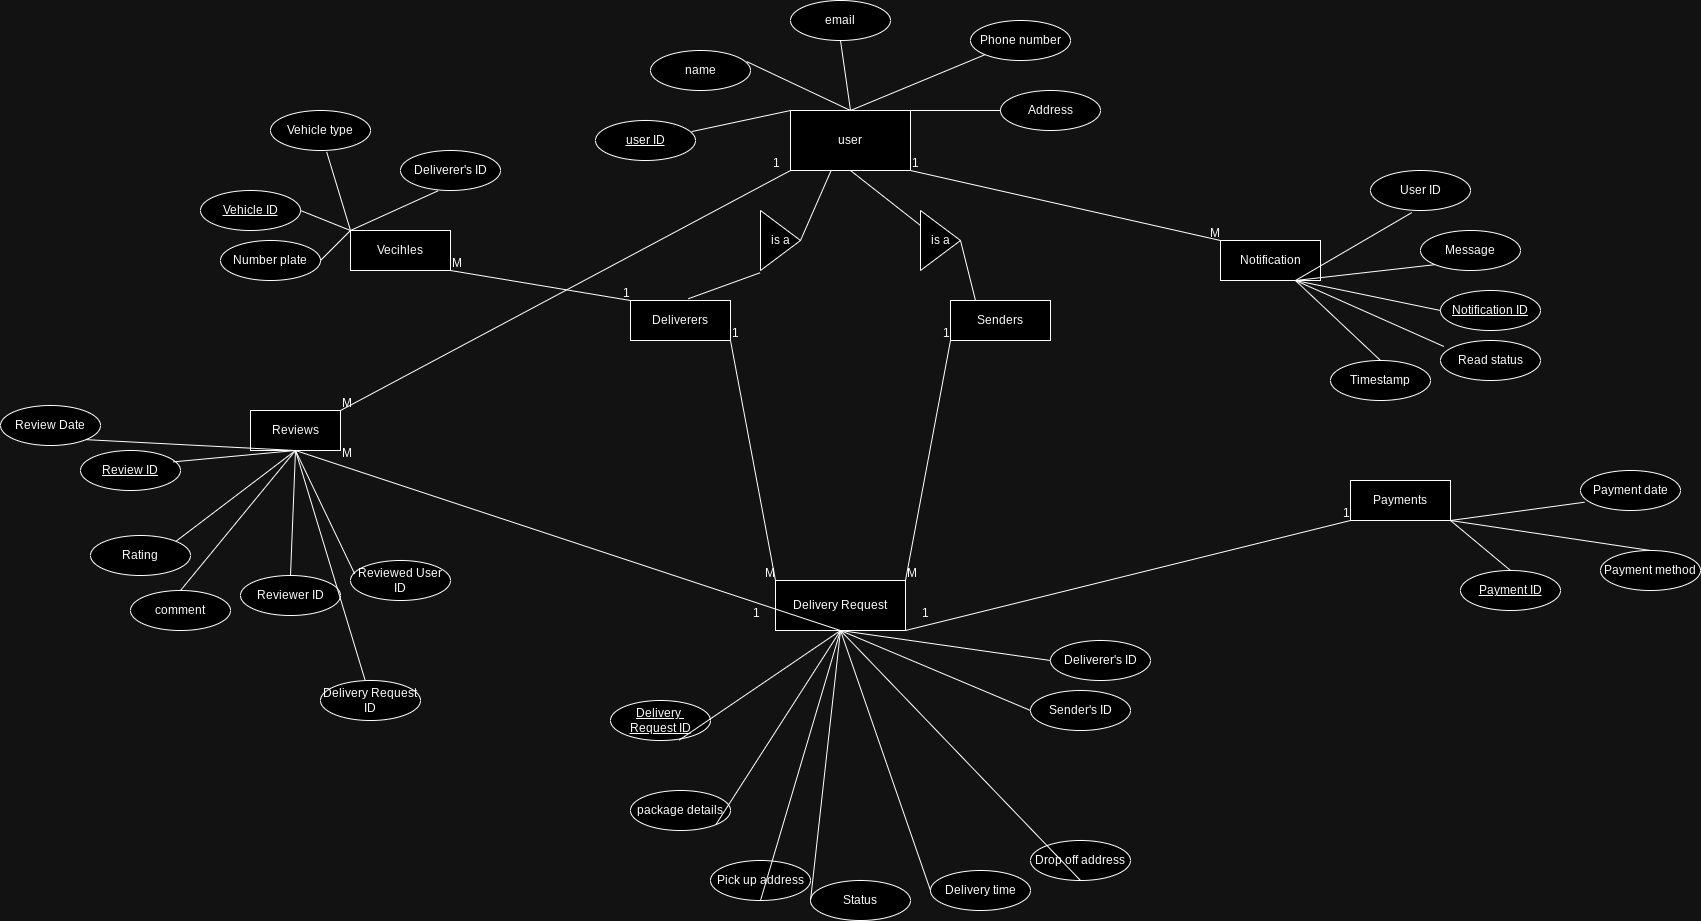 email
Phone number
name
Address
Vehicle type
user ID
user
Deliverer's ID
1
1
User ID
Vehicle ID
M
is a
is a
Vecihles
Message
Number plate
M
Notification
1
Notification ID
Deliverers
Senders
1
1
Read status
Timestamp
M
Review Date
Reviews
M
Review ID
Payment date
Payments
1
Rating
Reviewed User
ID
M
M
Payment method
Reviewer ID
Payment ID
comment
Delivery Request
1
1
Deliverer's ID
Delivery Request
ID
Delivery
Request ID
Sender's ID
package details
Drop off address
Pick up address
Delivery time
Status